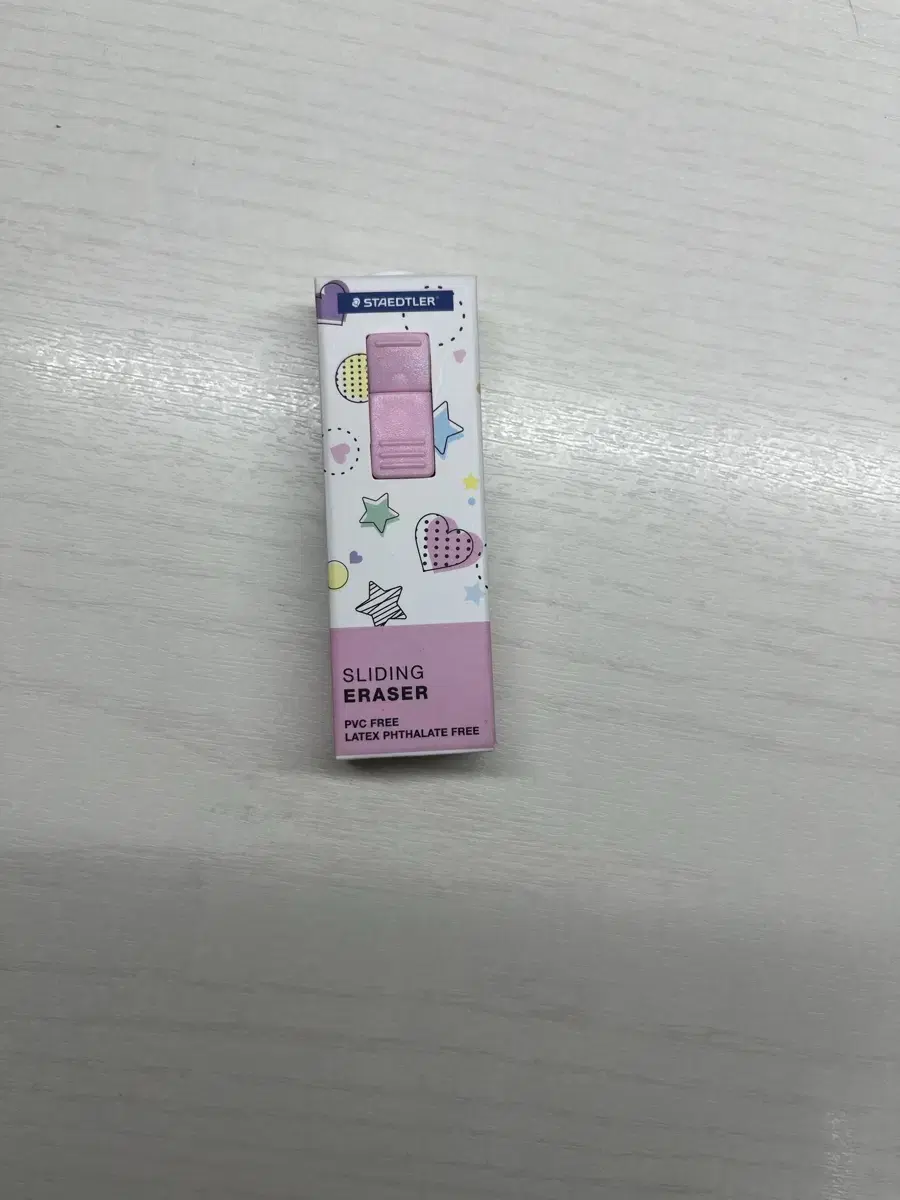 STAEDTLER
SLIDING
ERASER
PVC FREE
LATEX PHTHALATE FREE